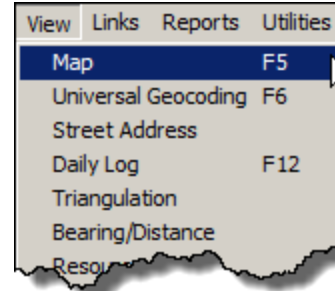 View Links Reports Utilities
Map F5
Universal Geocoding F6
Street Address
Daily Log F12
Triangulation
Bearing/Distance